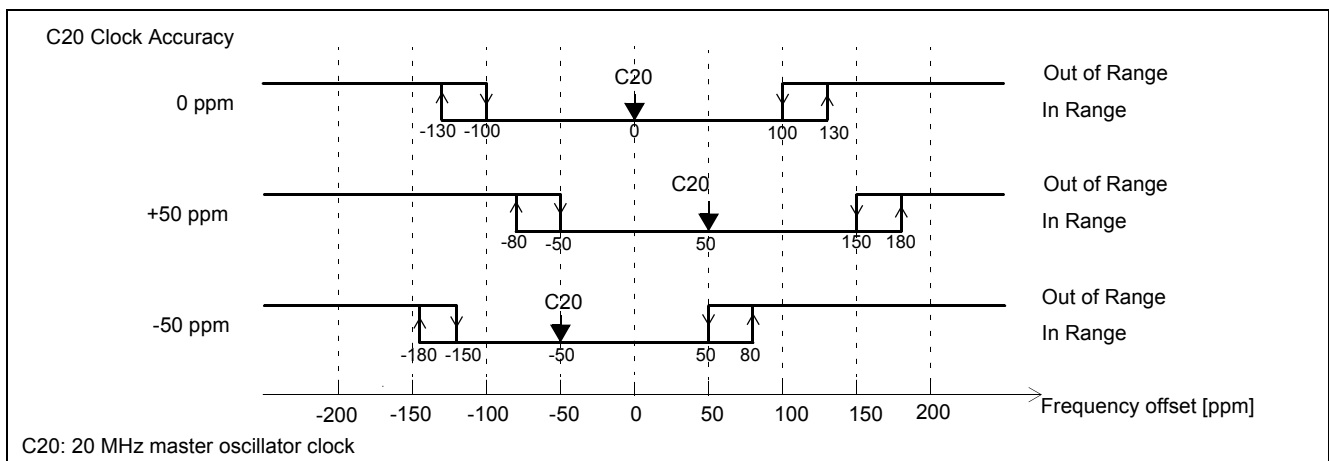 C20 Clock Accuracy
C20
0 ppm
Out of Range
In Range
-130 -100 0 100 130
C20
+50 ppm
Out of Range
In Range
-80 -50 50 150 180
C20
-50 ppm
Out of Range
In Range
-180 -150 -50 50 80
-200 -150 -100 -50 0 50 100 150 200
Frequency offset [ppm]
C20: 20 MHz master oscillator clock